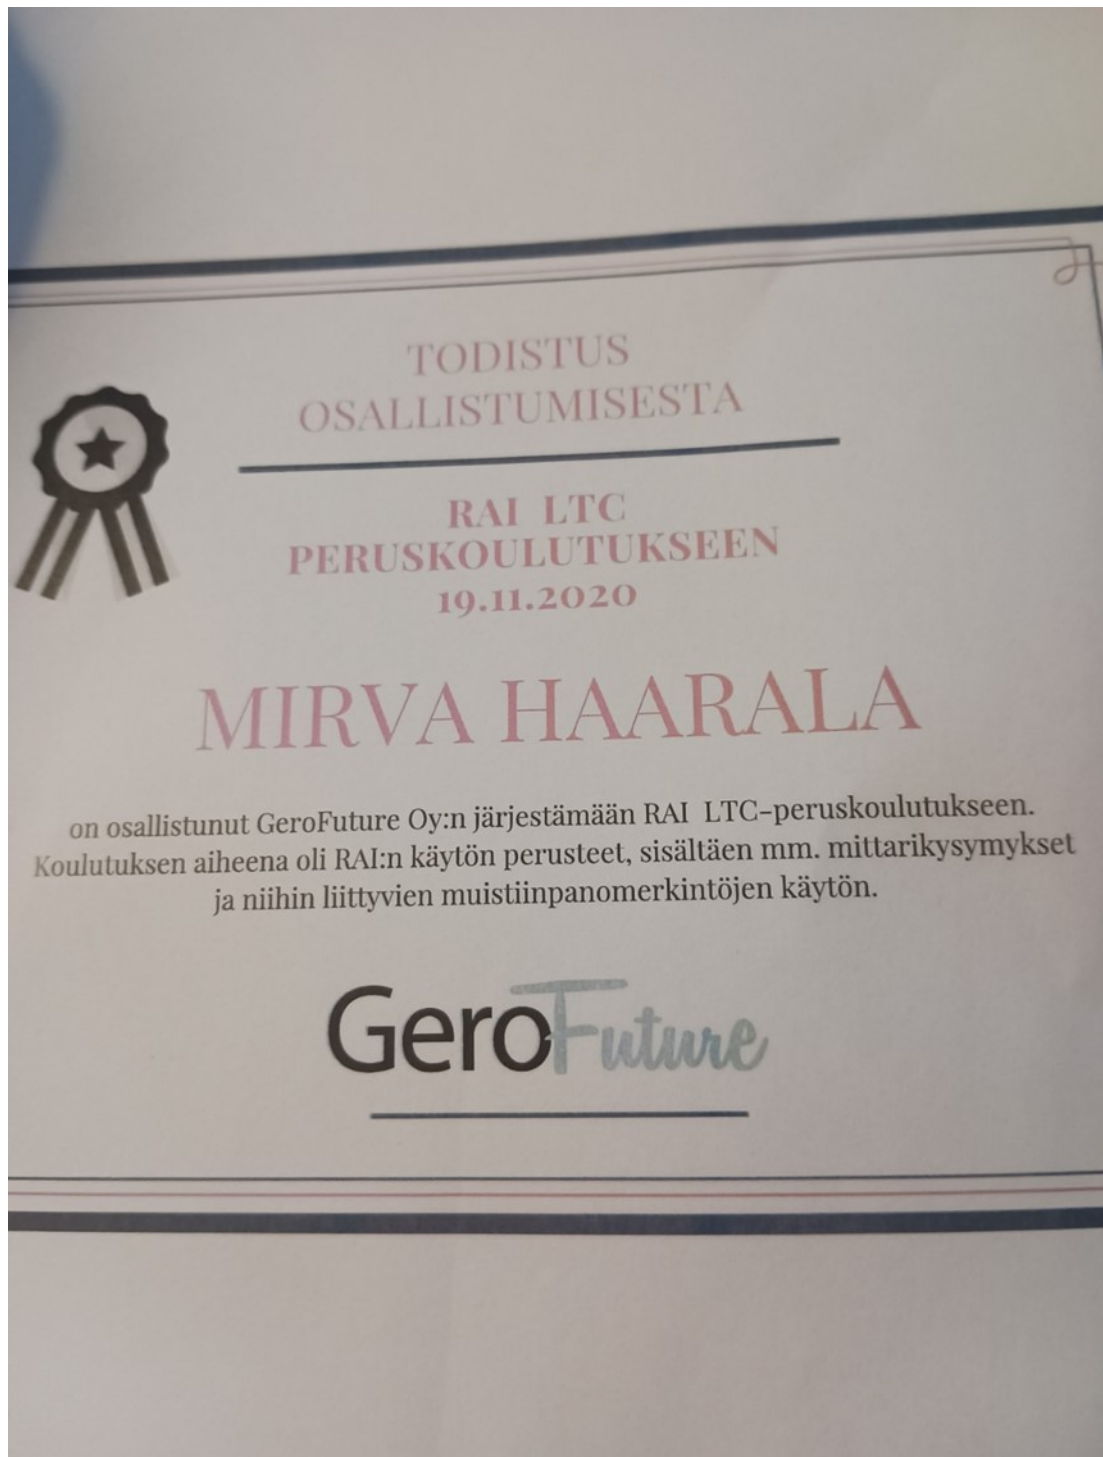 TODISTUS
OSALLISTUMISESTA
RAI LTC
PERUSKOULUTUKSEEN
19.11.2020
MIRVA HAARALA
on osallistunut GeroFuture Oy:n järjestämään RAI LTC-peruskoulutukseen.
Koulutuksen aiheena oli RAI:n käytön perusteet, sisältäen mm. mittarikysymykset
ja niihin liittyvien muistiinpanomerkintöjen käytön.
GeroFuture